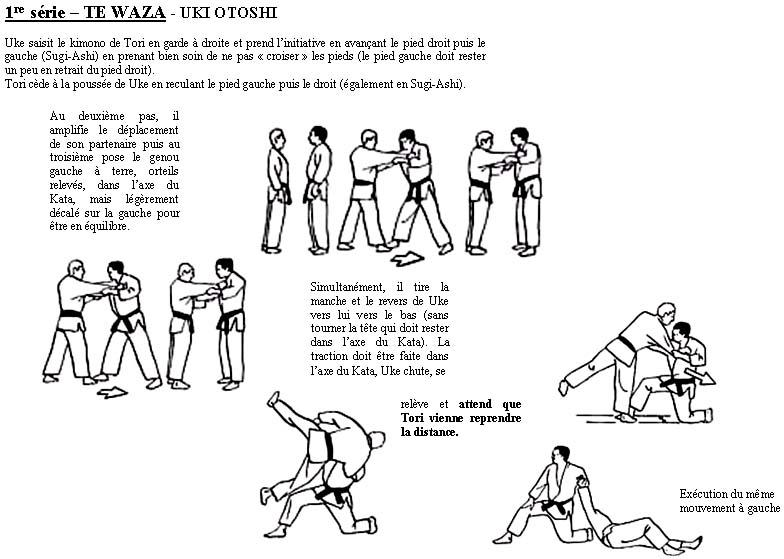 1re série – TE WAZA - UKI OTOSHI
Uke saisit le kimono de Tori en garde à droite et prend l’initiative en avançant le pied droit puis le
gauche (Sugi-Ashi) en prenant bien soin de ne pas « croiser » les pieds (le pied gauche doit rester
un peu en retrait du pied droit).
Tori cède à la poussée de Uke en reculant le pied gauche puis le droit (également en Sugi-Ashi).
Au deuxième pas, il
amplifie le déplacement
de son partenaire puis au
troisième pose le genou
gauche à terre, orteils
relevés, dans l’axe du
Kata, mais légèrement
décalé sur la gauche pour
être en équilibre.
Simultanément, il tire la
manche et le revers de Uke
vers lui vers le bas (sans
tourner la tête qui doit rester
dans l’axe du Kata). La
traction doit être faite dans
l’axe du Kata, Uke chute, se
relève et attend que
Tori vienne reprendre
la distance.
Exécution du même
mouvement à gauche